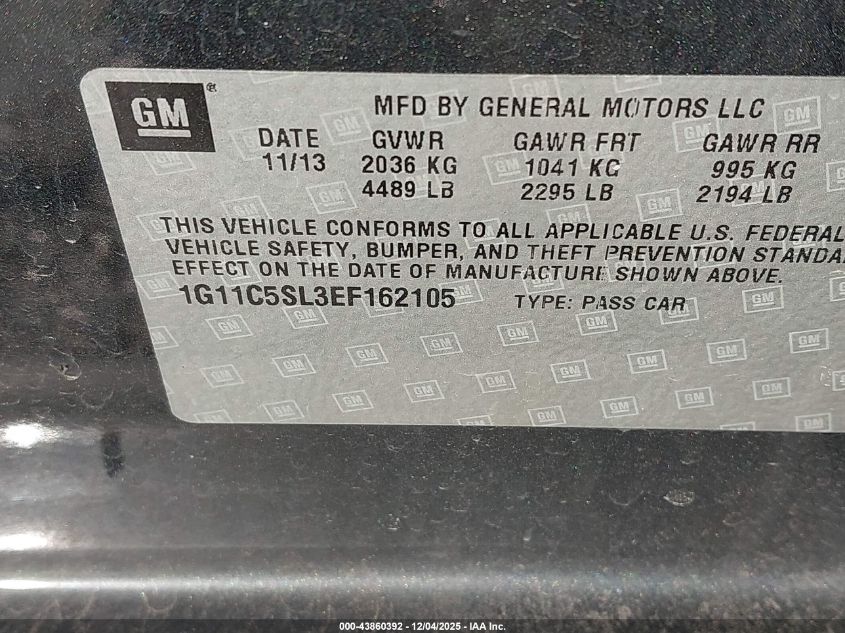 GM® MFD BY GENERAL MOTORS LLC
DATE GVWR GAWR FRT GAWR RR
11/13 2036 KG 1041 KG 995 KG
4489 LB 2295 LB 2194 LB
THIS VEHICLE CONFORMS TO ALL APPLICABLE U.S. FEDERAL
VEHICLE SAFETY, BUMPER, AND THEFT PREVENTION STANDA
EFFECT ON THE DATE OF MANUFACTURE SHOWN ABOVE.
1G11C5SL3EF162105 TYPE: PASS CAR
000-43860392 - 12/04/2025 - IAA Inc.